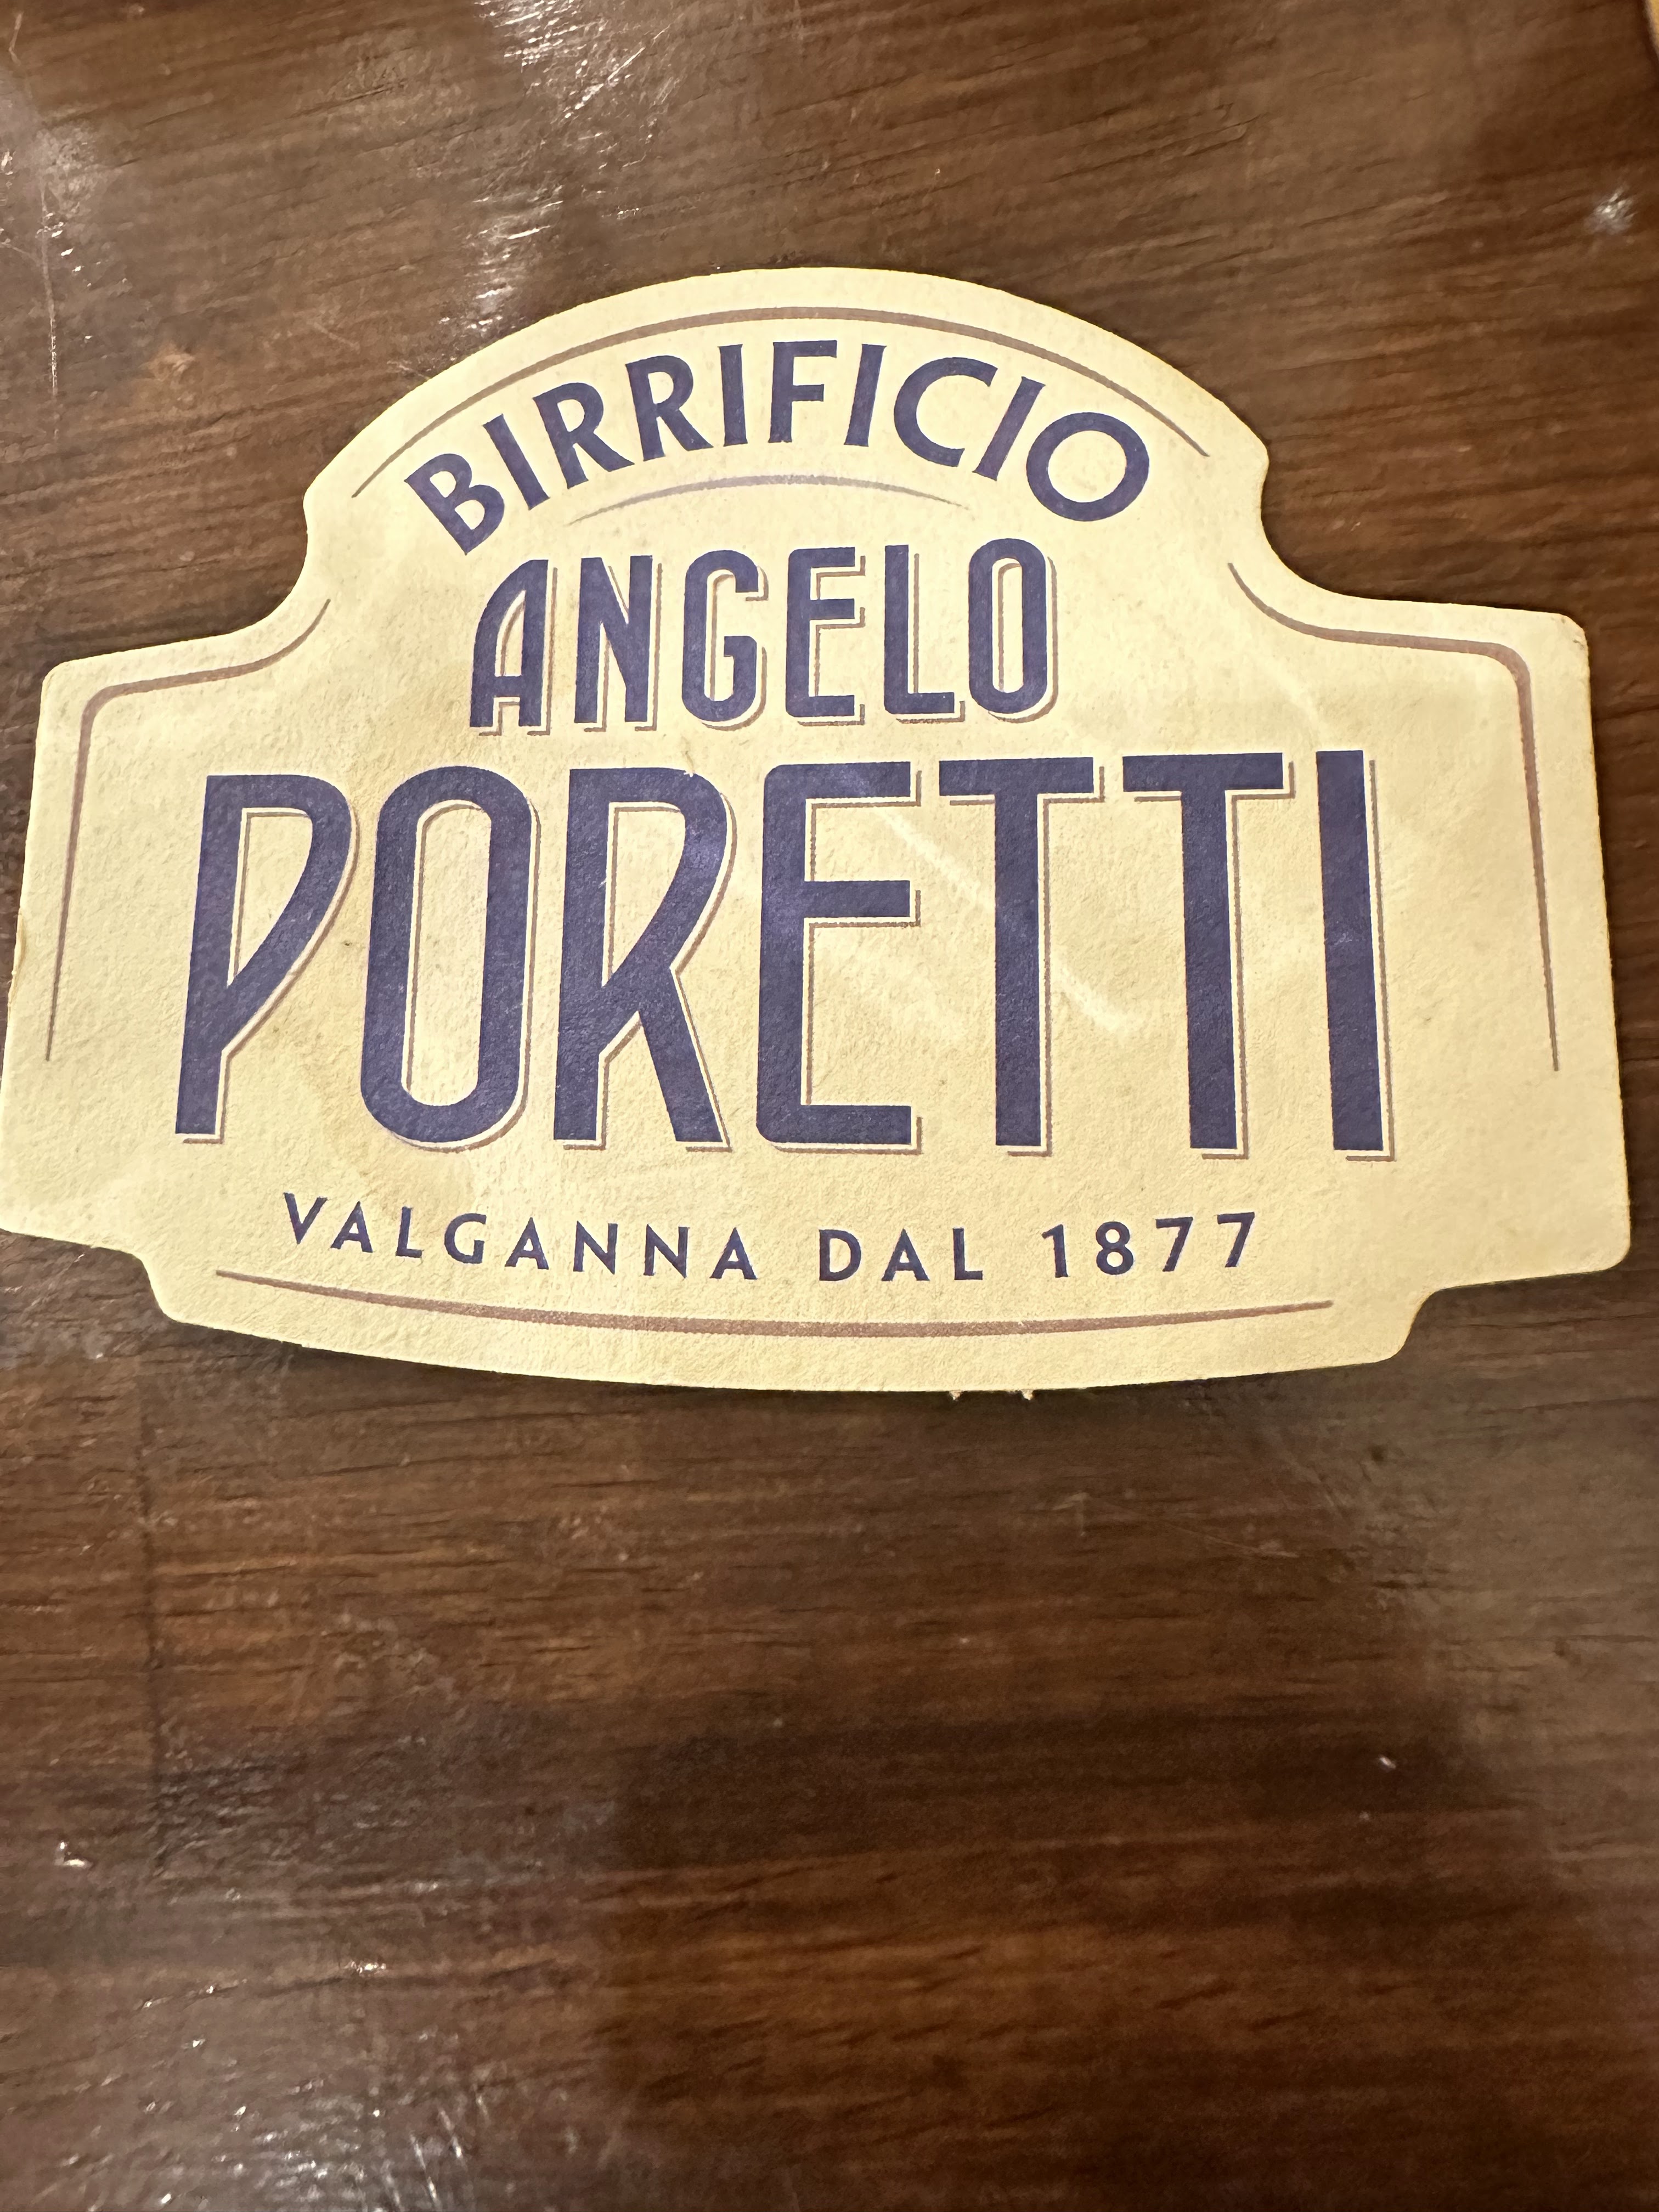 BIRRIFICIO
ANGELO
PORETTI
VALGANNA DAL 1877